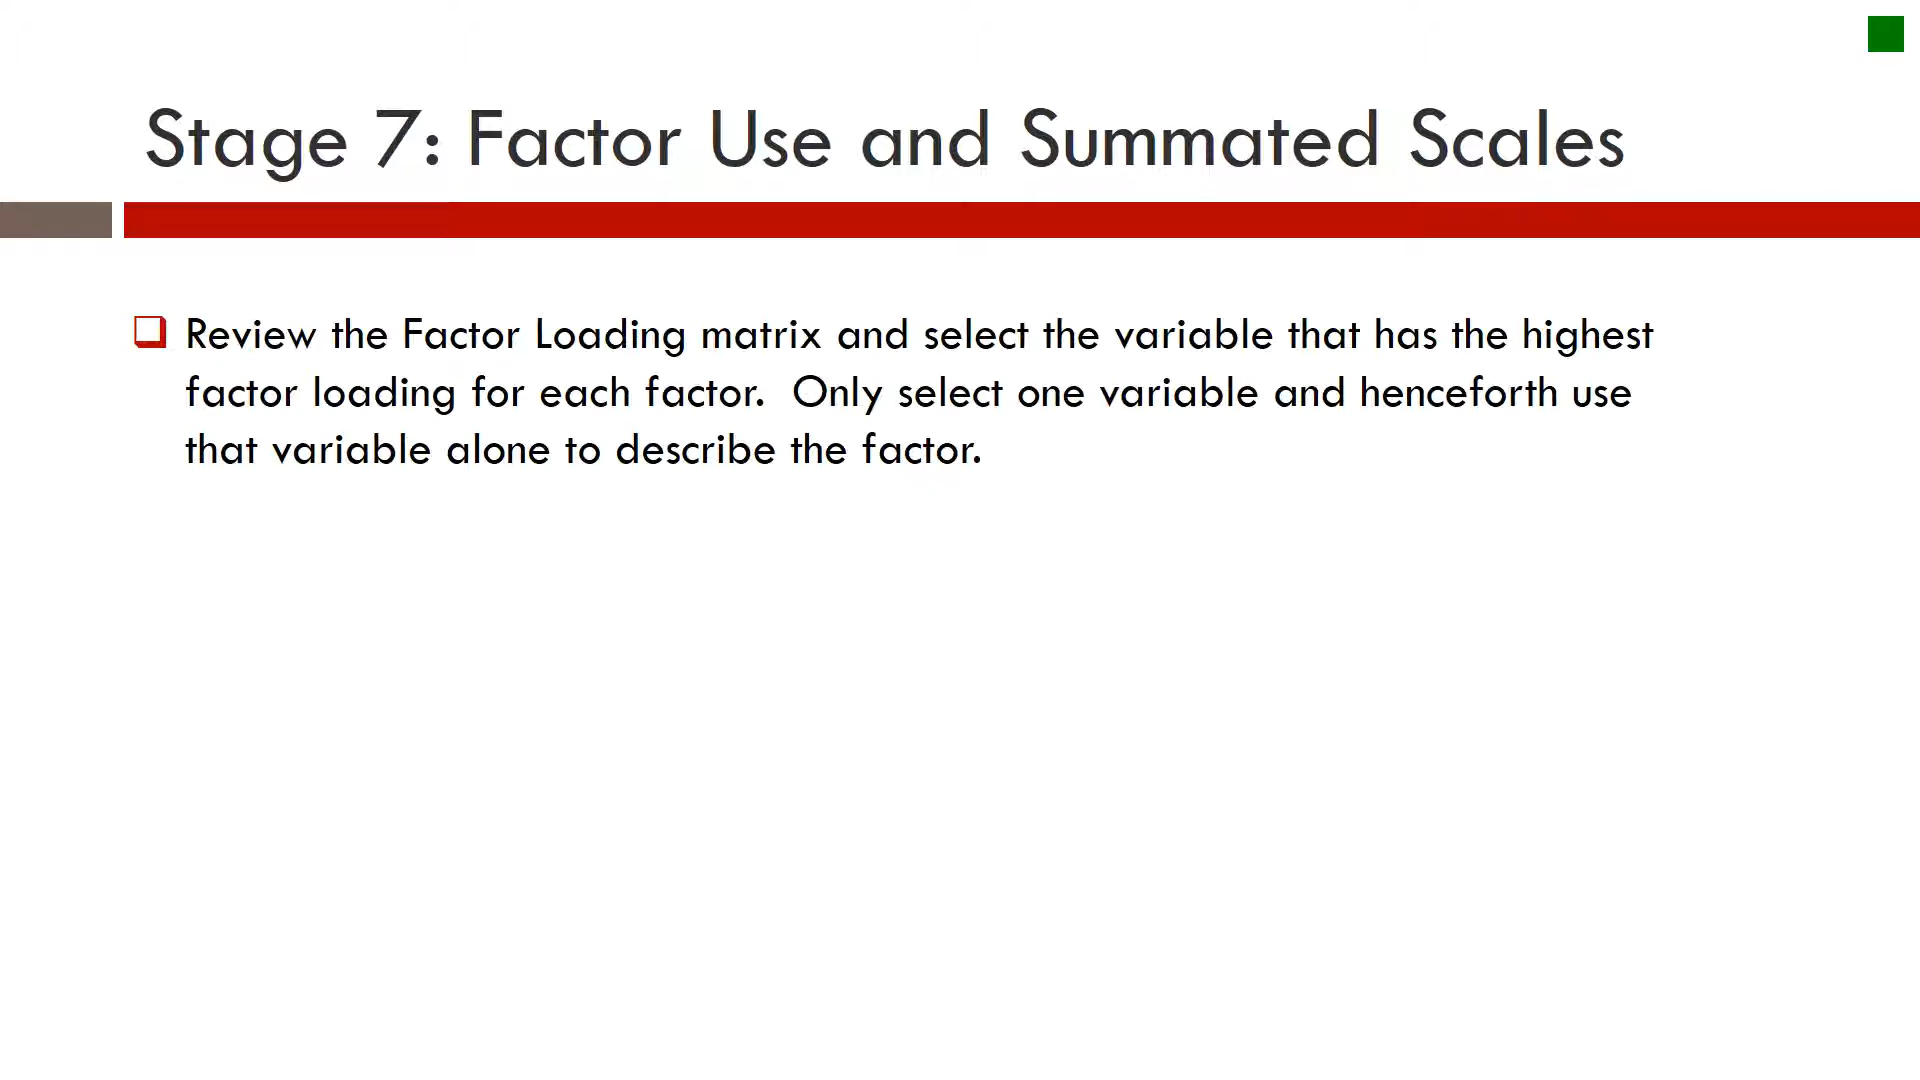 Stage 7: Factor Use and Summated Scales
Review the Factor Loading matrix and select the variable that has the highest
factor loading for each factor.  Only select one variable and henceforth use
that variable alone to describe the factor.